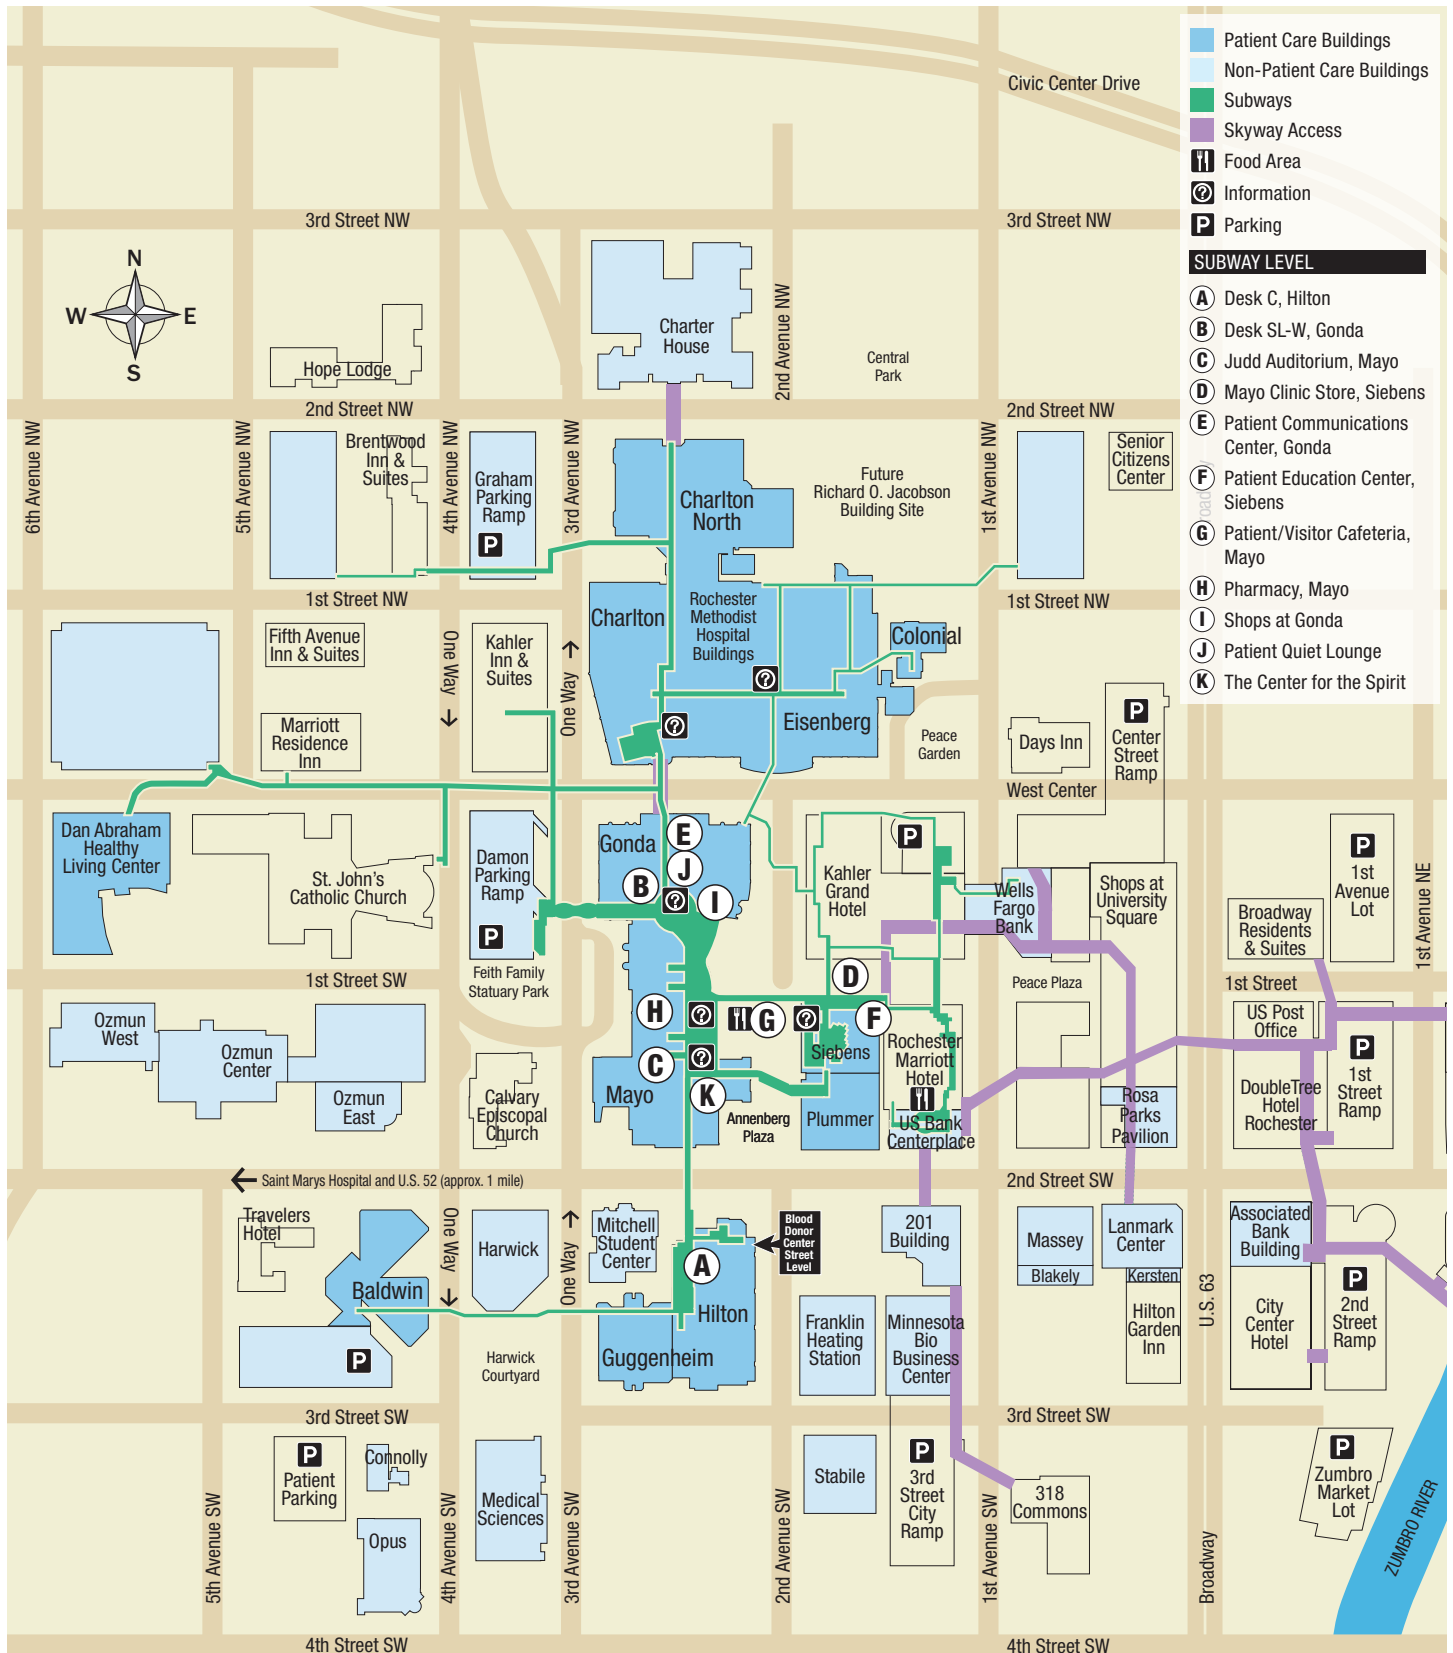 Patient Care Buildings
Non-Patient Care Buildings
Subways
Skyway Access
Food Area
Information
P
Parking
SUBWAY LEVEL
A Desk C, Hilton
B Desk SL-W, Gonda
C Judd Auditorium, Mayo
D Mayo Clinic Store, Siebens
E Patient Communications
Center, Gonda
F Patient Education Center,
Siebens
G Patient/Visitor Cafeteria,
Mayo
H Pharmacy, Mayo
I Shops at Gonda
J Patient Quiet Lounge
K The Center for the Spirit
Civic Center Drive
3rd Street NW
3rd Street NW
N
W
E
S
Hope Lodge
Charter
House
2nd Avenue NW
Central
Park
2nd Street NW
2nd Street NW
6th Avenue NW
5th Avenue NW
Brentwood
Inn &
Suites
4th Avenue NW
Graham
Parking
Ramp
P
3rd Avenue NW
Charlton
North
Future
Richard O. Jacobson
Building Site
1st Avenue NW
Senior
Citizens
Center
1st Street NW
1st Street NW
Fifth Avenue
Inn & Suites
One Way
Kahler
Inn &
Suites
One Way
Charlton
Rochester
Methodist
Hospital
Buildings
Colonial
Eisenberg
Marriott
Residence
Inn
Peace
Garden
Days Inn
P
Center
Street
Ramp
West Center
Dan Abraham
Healthy
Living Center
St. John's
Catholic Church
Damon
Parking
Ramp
P
Gonda
E
J
B
I
Kahler
Grand
Hotel
P
Wells
Fargo
Bank
Shops at
University
Square
P
1st
Avenue
Lot
Broadway
Residents
& Suites
1st Avenue NE
1st Street SW
Feith Family
Statuary Park
D
Peace Plaza
1st Street
Ozmun
West
Ozmun
Center
Ozmun
East
Calvary
Episcopal
Church
H
C
Mayo
K
G
F
Siebens
Annenberg
Plaza
Plummer
Rochester
Marriott
Hotel
US Bank
Centerplace
Rosa
Parks
Pavilion
US Post
Office
DoubleTree
Hotel
Rochester
P
1st
Street
Ramp
Saint Marys Hospital and U.S. 52 (approx. 1 mile)
2nd Street SW
Travelers
Hotel
Baldwin
P
One Way
Harwick
One Way
Mitchell
Student
Center
A
Hilton
Guggenheim
Blood
Donor
Center
Street
Level
201
Building
Massey
Blakely
Lanmark
Center
Kersten
Hilton
Garden
Inn
U.S. 63
Associated
Bank
Building
City
Center
Hotel
P
2nd
Street
Ramp
Harwick
Courtyard
Franklin
Heating
Station
Minnesota
Bio
Business
Center
3rd Street SW
3rd Street SW
P
Patient
Parking
Connolly
Opus
Medical
Sciences
Stabile
P
3rd
Street
City
Ramp
318
Commons
P
Zumbro
Market
Lot
ZUMBRO RIVER
5th Avenue SW
4th Avenue SW
3rd Avenue SW
2nd Avenue SW
1st Avenue SW
Broadway
4th Street SW
4th Street SW